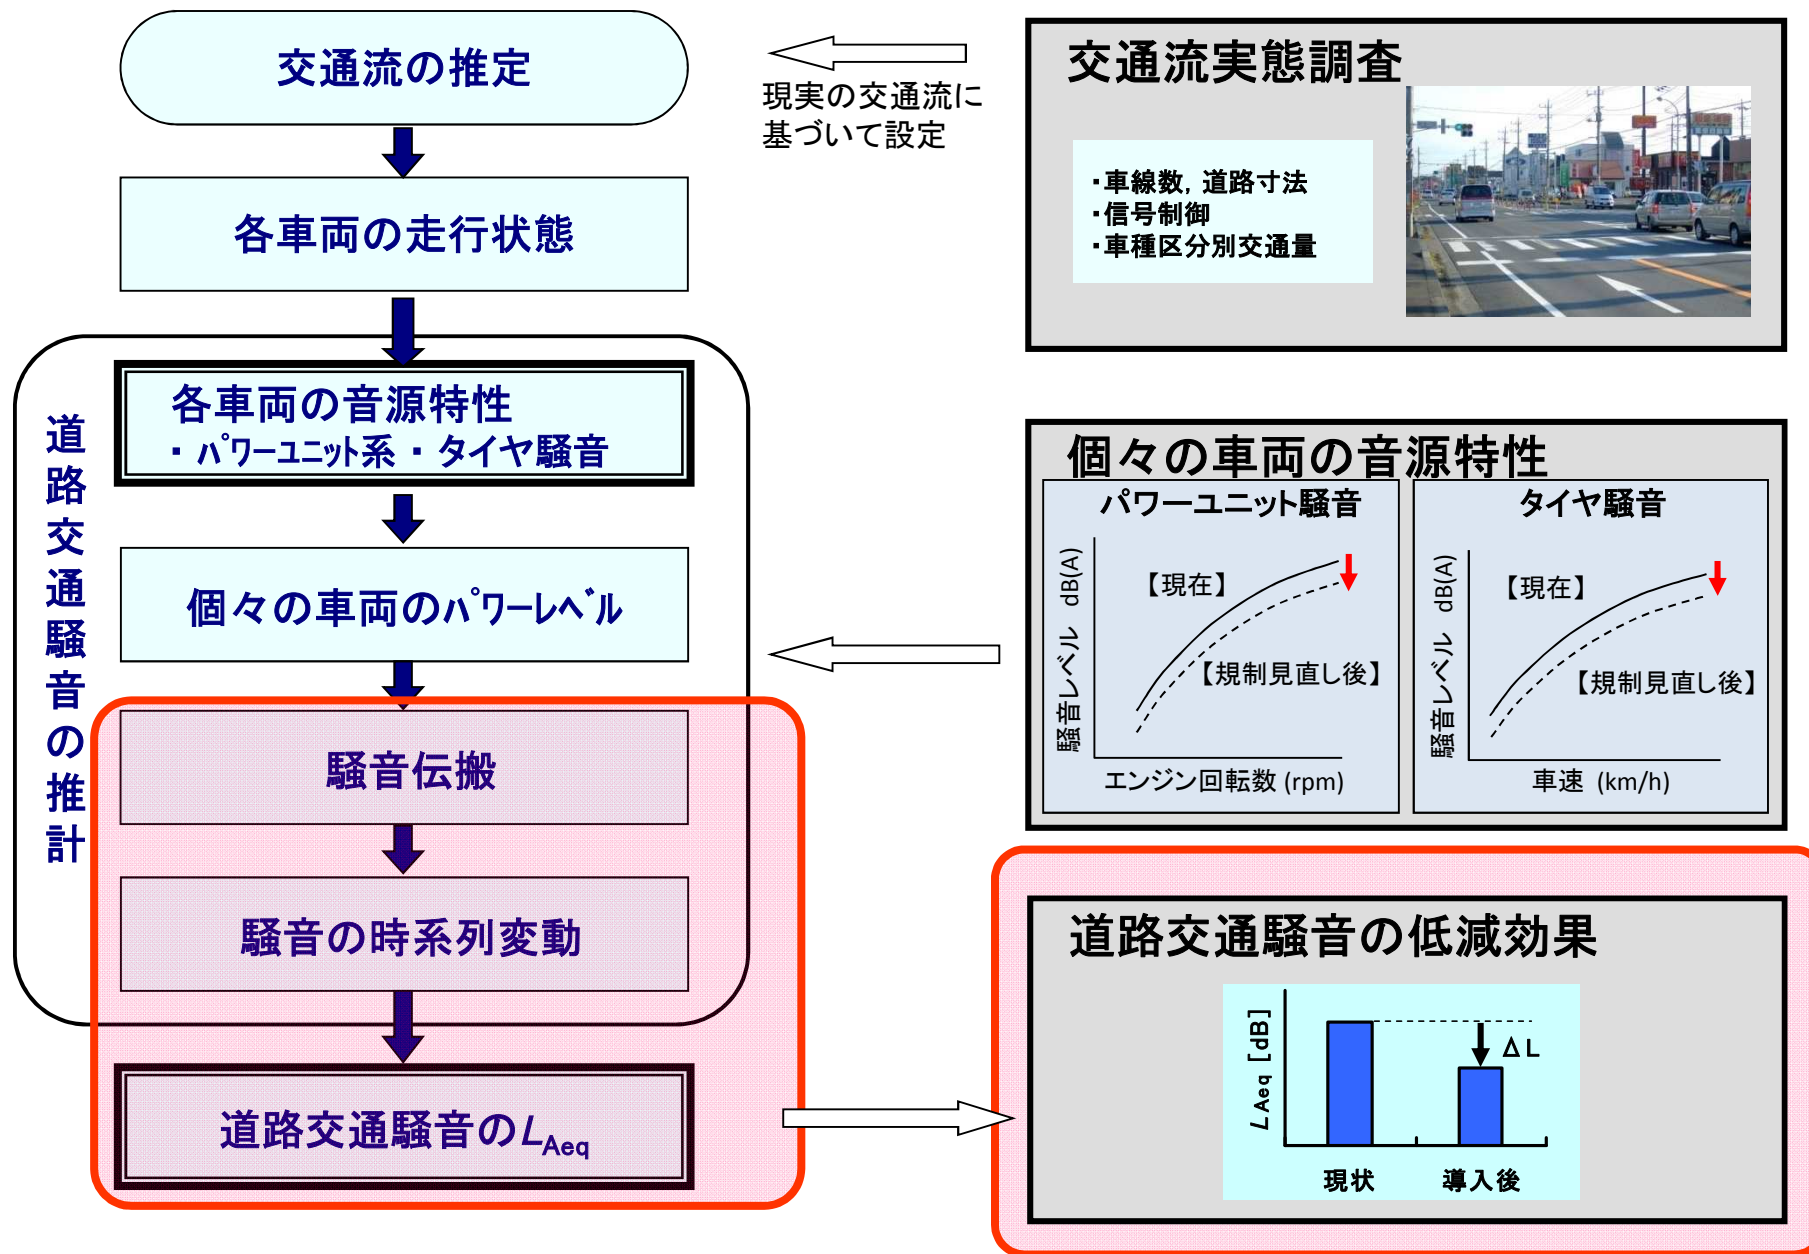 交通流の推定
現実の交通流に
基づいて設定
各車両の走行状態
道路交通騒音の推計
各車両の音源特性
・パワーユニット系・タイヤ騒音
個々の車両のパワーレベル
騒音伝搬
騒音の時系列変動
道路交通騒音のLAeq
交通流実態調査
・車線数，道路寸法
・信号制御
・車種区分別交通量
個々の車両の音源特性
パワーユニット騒音
騒音レベル dB(A)
【現在】
【規制見直し後】
エンジン回転数 (rpm)
タイヤ騒音
騒音レベル dB(A)
【現在】
【規制見直し後】
車速 (km/h)
道路交通騒音の低減効果
LAeq [dB]
ΔL
現状
導入後